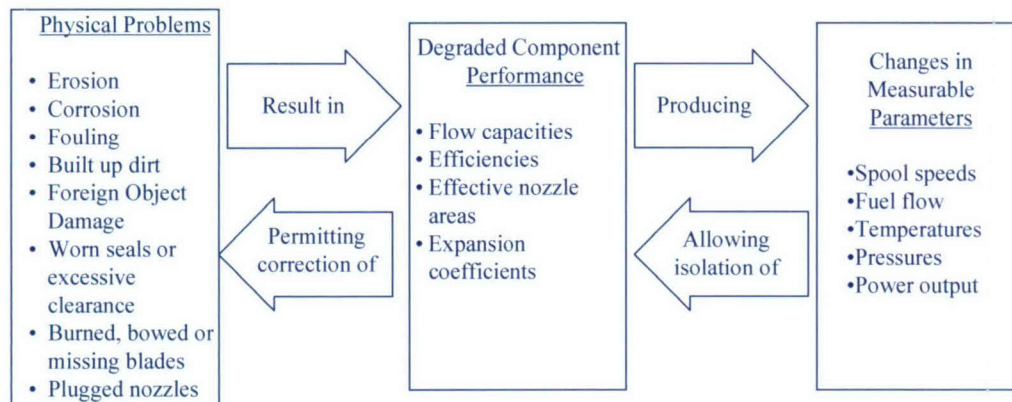 Physical Problems
• Erosion
• Corrosion
• Fouling
• Built up dirt
• Foreign Object
Damage
• Worn seals or
excessive
clearance
• Burned, bowed or
missing blades
• Plugged nozzles
Result in
Permitting
correction of
Degraded Component
Performance
• Flow capacities
• Efficiencies
• Effective nozzle
areas
• Expansion
coefficients
Producing
Allowing
isolation of
Changes in
Measurable
Parameters
•Spool speeds
•Fuel flow
•Temperatures
•Pressures
•Power output